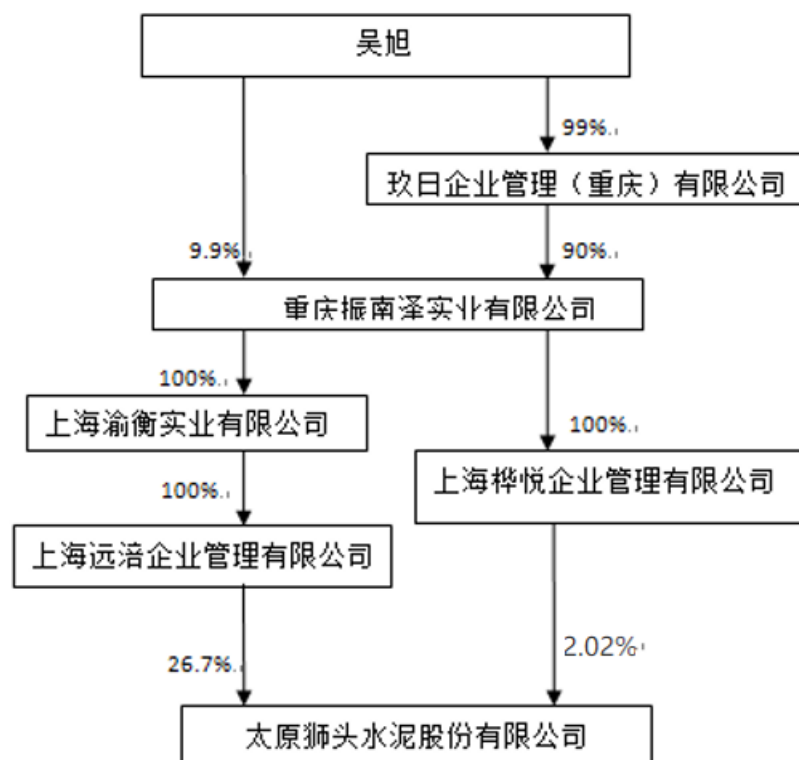 吴旭
99%
玖日企业管理（重庆）有限公司
9.9%
90%
重庆振南泽实业有限公司
100%
上海渝衡实业有限公司
100%
100%
上海桦悦企业管理有限公司
上海远涪企业管理有限公司
26.7%
2.02%
太原狮头水泥股份有限公司